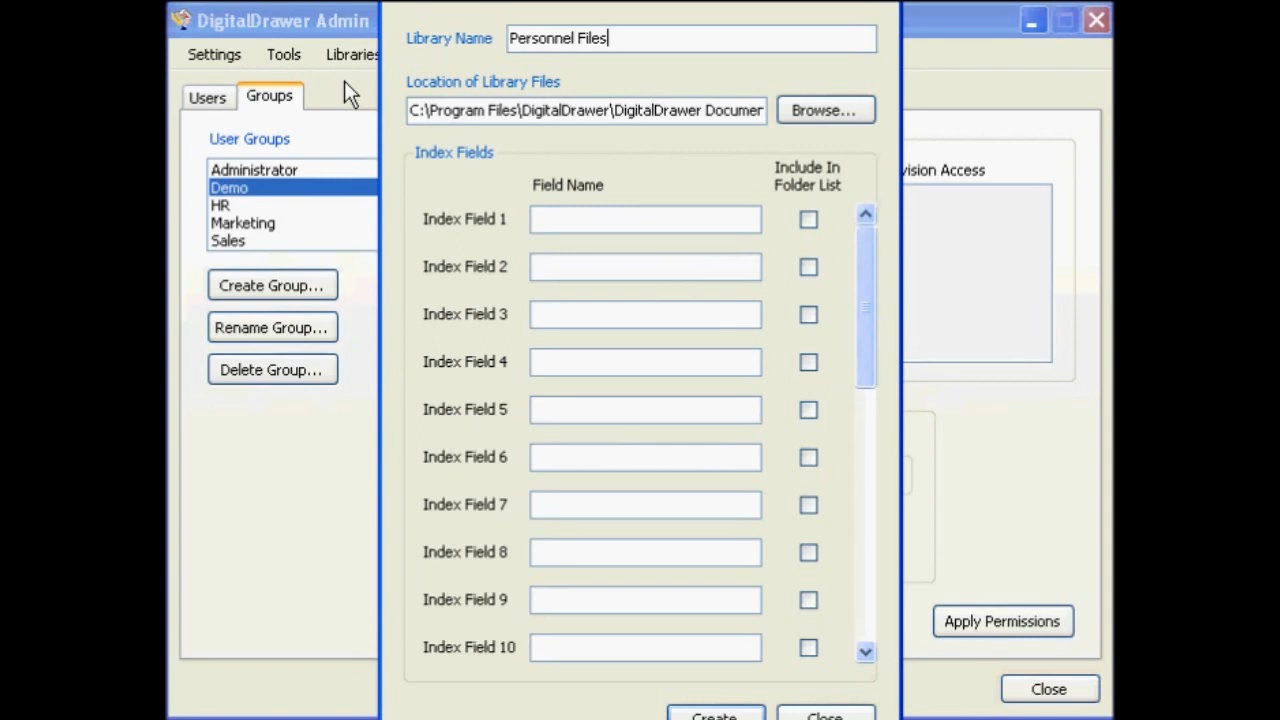 DigitalDrawer Admin
Settings Tools Libraries
Users Groups
User Groups
Administrator
Demo
HR
Marketing
Sales
Create Group...
Rename Group...
Delete Group...
Library Name Personnel Files
Location of Library Files
C:\Program Files\DigitalDrawer\DigitalDrawer Documen Browse...
Index Fields
Field Name
Include In
Folder List
Index Field 1
Index Field 2
Index Field 3
Index Field 4
Index Field 5
Index Field 6
Index Field 7
Index Field 8
Index Field 9
Index Field 10
Create Close
vision Access
Apply Permissions
Close